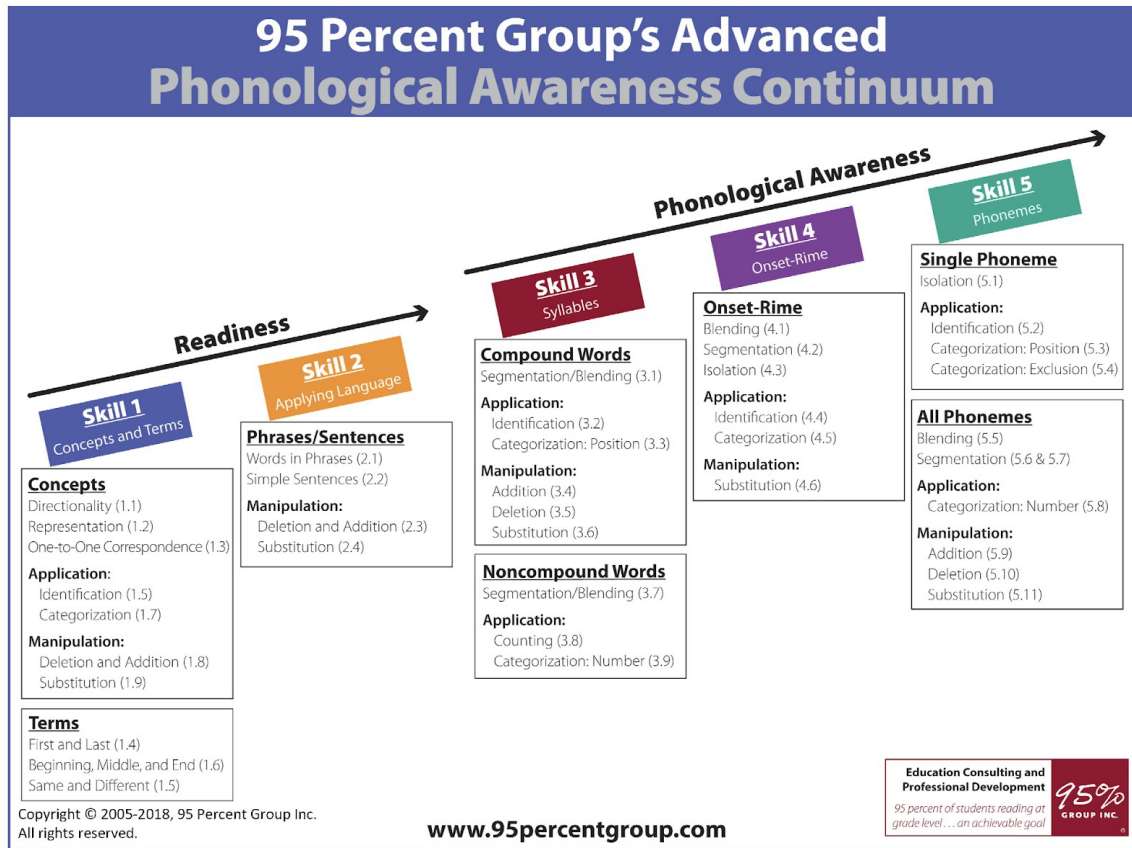 95 Percent Group's Advanced
Phonological Awareness Continuum
Readiness
Skill 1
Concepts and Terms
Concepts
Directionality (1.1)
Representation (1.2)
One-to-One Correspondence (1.3)
Application:
Identification (1.5)
Categorization (1.7)
Manipulation:
Deletion and Addition (1.8)
Substitution (1.9)
Terms
First and Last (1.4)
Beginning, Middle, and End (1.6)
Same and Different (1.5)
Skill 2
Applying Language
Phrases/Sentences
Words in Phrases (2.1)
Simple Sentences (2.2)
Manipulation:
Deletion and Addition (2.3)
Substitution (2.4)
Phonological Awareness
Skill 3
Syllables
Compound Words
Segmentation/Blending (3.1)
Application:
Identification (3.2)
Categorization: Position (3.3)
Manipulation:
Addition (3.4)
Deletion (3.5)
Substitution (3.6)
Noncompound Words
Segmentation/Blending (3.7)
Application:
Counting (3.8)
Categorization: Number (3.9)
Skill 4
Onset-Rime
Onset-Rime
Blending (4.1)
Segmentation (4.2)
Isolation (4.3)
Application:
Identification (4.4)
Categorization (4.5)
Manipulation:
Substitution (4.6)
Skill 5
Phonemes
Single Phoneme
Isolation (5.1)
Application:
Identification (5.2)
Categorization: Position (5.3)
Categorization: Exclusion (5.4)
All Phonemes
Blending (5.5)
Segmentation (5.6 & 5.7)
Application:
Categorization: Number (5.8)
Manipulation:
Addition (5.9)
Deletion (5.10)
Substitution (5.11)
Copyright © 2005-2018, 95 Percent Group Inc.
All rights reserved.
www.95percentgroup.com
Education Consulting and
Professional Development
95 percent of students reading at
grade level . . . an achievable goal
95%
GROUP INC.
®